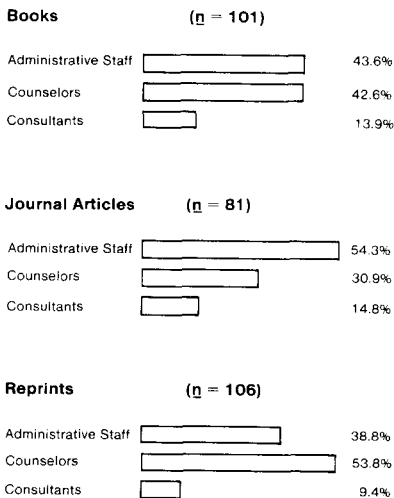 Books (n = 101)
Administrative Staff 43.6%
Counselors 42.6%
Consultants 13.9%
Journal Articles (n = 81)
Administrative Staff 54.3%
Counselors 30.9%
Consultants 14.8%
Reprints (n = 106)
Administrative Staff 38.8%
Counselors 53.8%
Consultants 9.4%